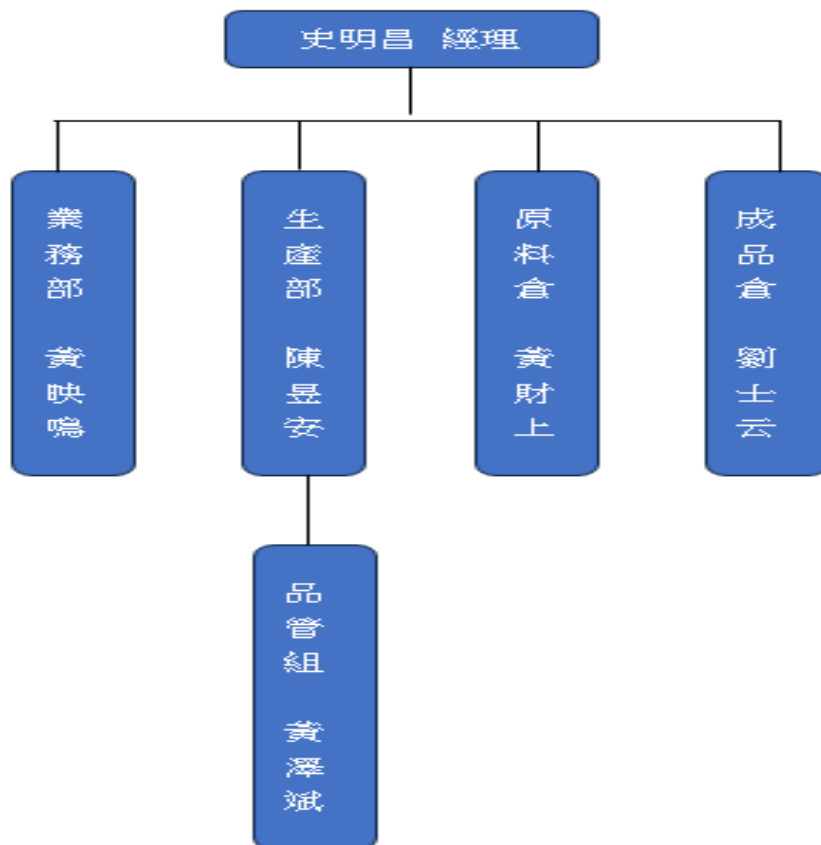 史明昌 經理
業務部 黃映鳴
生產部 陳昱安
原料倉 黃財上
成品倉 劉士云
品管組 黃澤斌